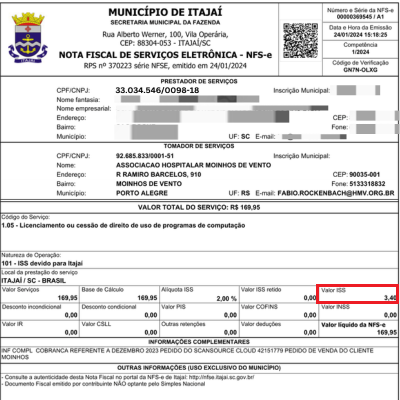 MUNICÍPIO DE ITAJAÍ
SECRETARIA MUNICIPAL DA FAZENDA
Rua Alberto Werner, 100, Vila Operária,
CEP: 88304-053 - ITAJAÍ/SC
NOTA FISCAL DE SERVIÇOS ELETRÔNICA - NFS-e
RPS nº 370223 série NFSE, emitido em 24/01/2024
Número e Série da NFS-e
00000369545 / A1
Data e Hora da Emissão
24/01/2024 15:18:25
Competência
1/2024
Código de Verificação
GN7N-OLXG
PRESTADOR DE SERVIÇOS
CPF/CNPJ: 33.034.546/0098-18 Inscrição Municipal:
Nome fantasia:
Nome empresarial:
Endereço: CEP:
Bairro: Fone:
Município: UF: SC E-mail:
TOMADOR DE SERVIÇOS
CPF/CNPJ: 92.685.833/0001-51 Inscrição Municipal:
Nome: ASSOCIACAO HOSPITALAR MOINHOS DE VENTO
Endereço: R RAMIRO BARCELOS, 910 CEP: 90035-001
Bairro: MOINHOS DE VENTO Fone: 5133318832
Município: PORTO ALEGRE UF: RS E-mail: FABIO.ROCKENBACH@HMV.ORG.BR
VALOR TOTAL DO SERVIÇO: R$ 169,95
Código do Serviço:
1.05 - Licenciamento ou cessão de direito de uso de programas de computação
Natureza de Operação:
101 - ISS devido para Itajaí
Local da prestação do serviço
ITAJAÍ / SC - BRASIL
Valor Serviços Base de Cálculo Alíquota ISS Valor ISS retido Valor ISS
169,95 169,95 2,00 % 0,00 3,40
Desconto incondicional Desconto condicional Valor PIS Valor COFINS Valor INSS
0,00 0,00 0,00 0,00 0,00
Valor IR Valor CSLL Outras retenções Valor deduções Valor líquido da NFS-e
0,00 0,00 0,00 0,00 169,95
INFORMAÇÕES COMPLEMENTARES
INF COMPL COBRANCA REFERENTE A DEZEMBRO 2023 PEDIDO DO SCANSOURCE CLOUD 42151779 PEDIDO DE VENDA DO CLIENTE
MOINHOS
OUTRAS INFORMAÇÕES (USO EXCLUSIVO DO MUNICÍPIO)
- Consulte a autenticidade desta Nota Fiscal no portal da NFS-e de Itajaí: http://nfse.itajai.sc.gov.br/
- Documento Fiscal emitido por contribuinte NÃO optante pelo Simples Nacional